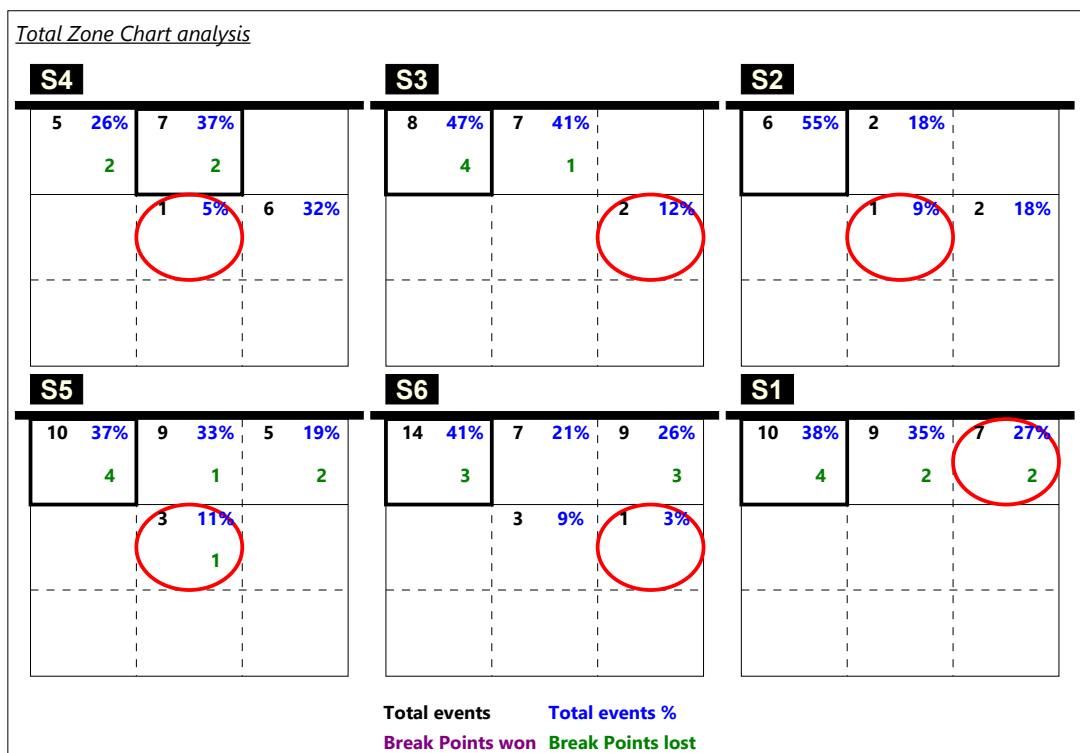 Total Zone Chart analysis
S4 S3 S2
5 26% 7 37% 8 47% 7 41% 6 55% 2 18%
2 2 4 1
1 5% 6 32% 2 12% 1 9% 2 18%
S5 S6 S1
10 37% 9 33% 5 19% 14 41% 7 21% 9 26% 10 38% 9 35% 7 27%
4 1 2 3 3 4 2 2
3 11% 3 9% 1 3%
1
Total events Total events %
Break Points won Break Points lost